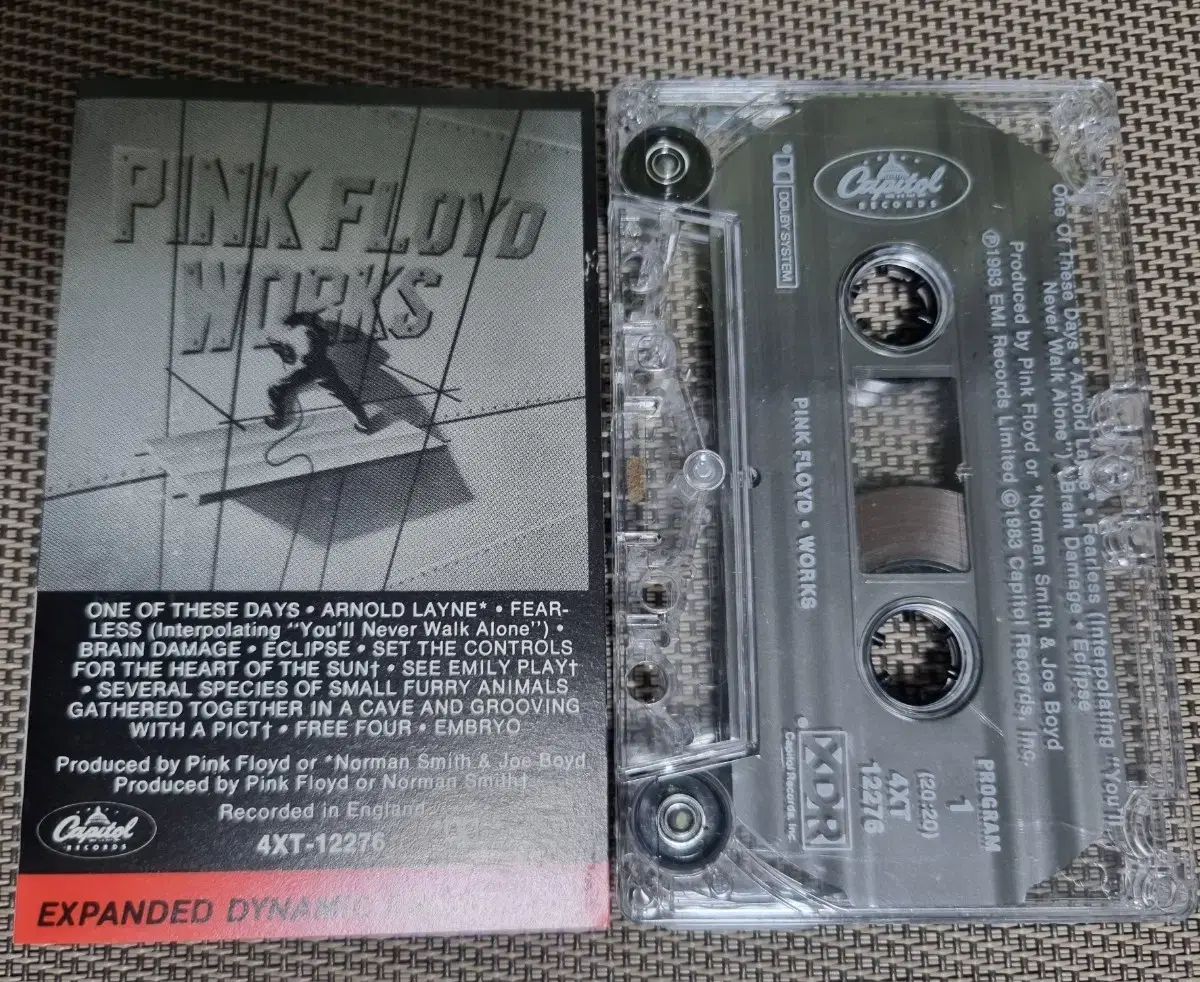 PINK FLOYD
WORKS
ONE OF THESE DAYS • ARNOLD LAYNE* • FEAR-
LESS (Interpolating "You'll Never Walk Alone") •
BRAIN DAMAGE • ECLIPSE • SET THE CONTROLS
FOR THE HEART OF THE SUN† • SEE EMILY PLAY†
• SEVERAL SPECIES OF SMALL FURRY ANIMALS
GATHERED TOGETHER IN A CAVE AND GROOVING
WITH A PICT† • FREE FOUR • EMBRYO
Produced by Pink Floyd or *Norman Smith & Joe Boyd
Produced by Pink Floyd or Norman Smith†
Recorded in England
Capitol
RECORDS
4XT-12276
EXPANDED DYNAMIC
Capitol
RECORDS
One Of These Days • Arnold Layne • Fearless (Interpolating "You'll
Never Walk Alone") • Brain Damage • Eclipse
Produced by Pink Floyd or *Norman Smith & Joe Boyd
℗1983 EMI Records Limited ©1983 Capitol Records, Inc.
PROGRAM
1
(20:29)
4XT
12276
PINK FLOYD • WORKS
DOLBY SYSTEM
XDR
Capitol Records, Inc.